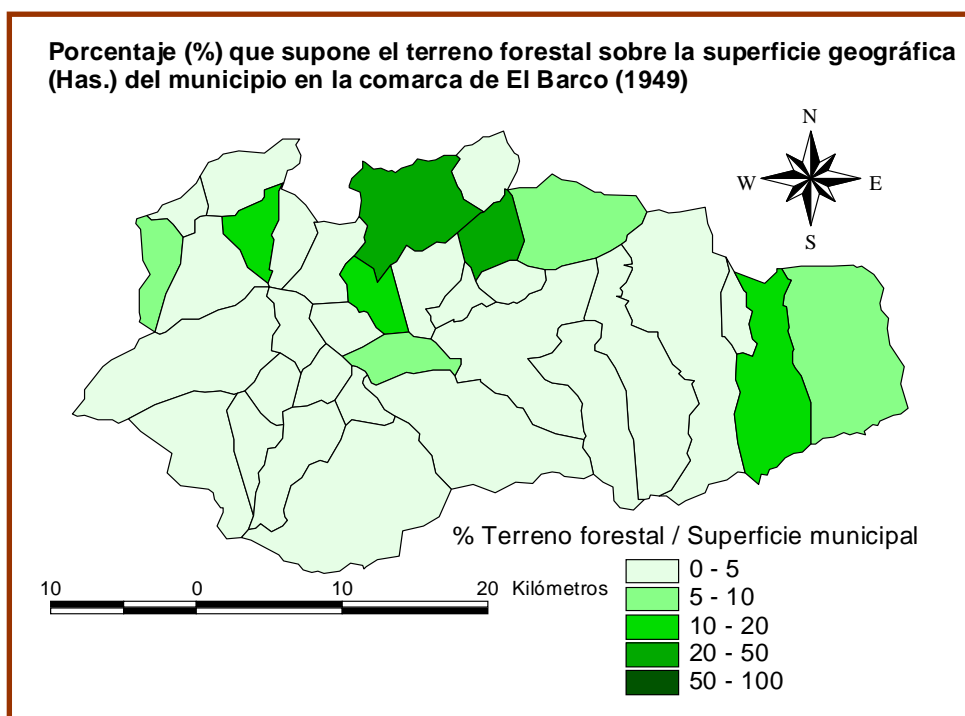 Porcentaje (%) que supone el terreno forestal sobre la superficie geográfica
(Has.) del municipio en la comarca de El Barco (1949)
N
W
E
S
% Terreno forestal / Superficie municipal
0 - 5
5 - 10
10 - 20
20 - 50
50 - 100
10 0 10 20 Kilómetros